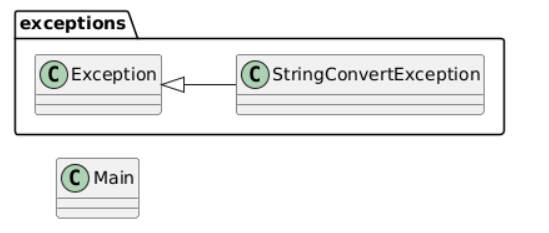 exceptions
C Exception
C StringConvertException
C Main